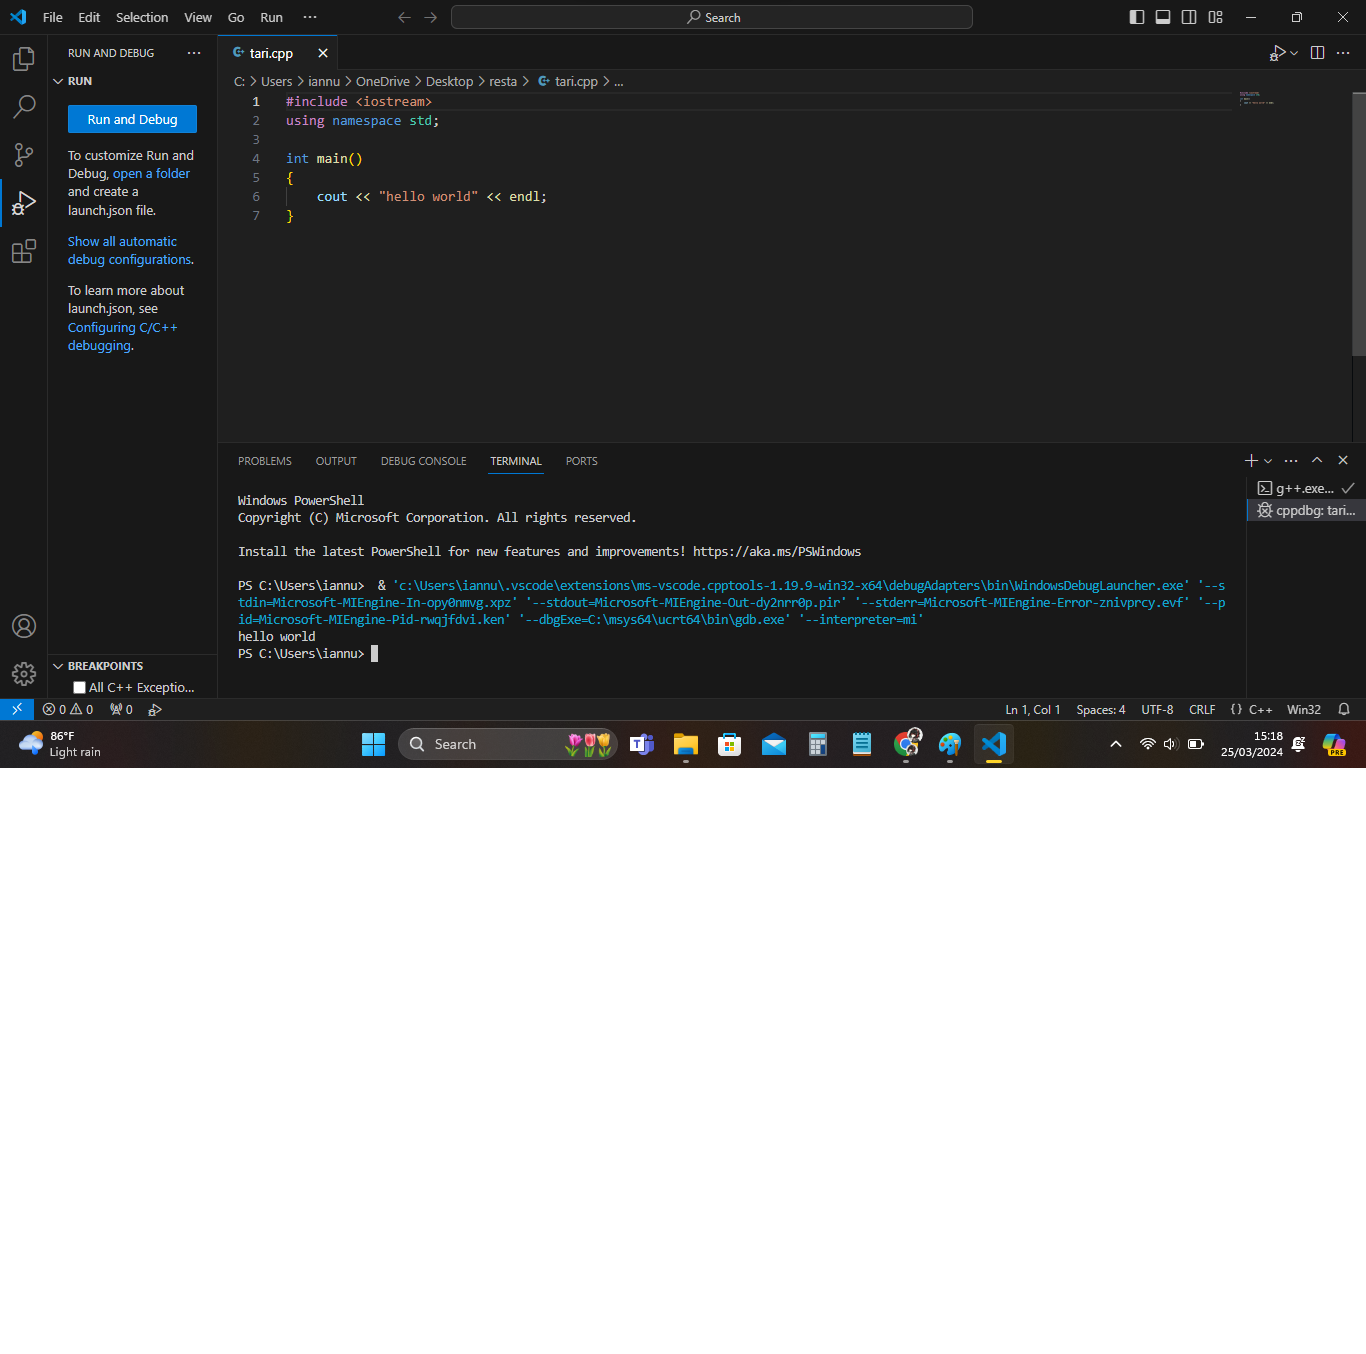 File Edit Selection View Go Run ···
Search
RUN AND DEBUG ···
RUN
Run and Debug
To customize Run and
Debug, open a folder
and create a
launch.json file.
Show all automatic
debug configurations.
To learn more about
launch.json, see
Configuring C/C++
debugging.
BREAKPOINTS
All C++ Exceptio...
tari.cpp
C: > Users > iannu > OneDrive > Desktop > resta > tari.cpp > ...
1 #include <iostream>
2 using namespace std;
3
4 int main()
5 {
6 cout << "hello world" << endl;
7 }
PROBLEMS OUTPUT DEBUG CONSOLE TERMINAL PORTS
Windows PowerShell
Copyright (C) Microsoft Corporation. All rights reserved.
Install the latest PowerShell for new features and improvements! https://aka.ms/PSWindows
PS C:\Users\iannu>  & 'c:\Users\iannu\.vscode\extensions\ms-vscode.cpptools-1.19.9-win32-x64\debugAdapters\bin\WindowsDebugLauncher.exe' '--s
tdin=Microsoft-MIEngine-In-opy0nmvg.xpz' '--stdout=Microsoft-MIEngine-Out-dy2nrr0p.pir' '--stderr=Microsoft-MIEngine-Error-znivprcy.evf' '--p
id=Microsoft-MIEngine-Pid-rwqjfdvi.ken' '--dbgExe=C:\msys64\ucrt64\bin\gdb.exe' '--interpreter=mi'
hello world
PS C:\Users\iannu>
g++.exe...
cppdbg: tari...
0 0 0
Ln 1, Col 1 Spaces: 4 UTF-8 CRLF {} C++ Win32
86°F
Light rain
Search
15:18
25/03/2024
PRE